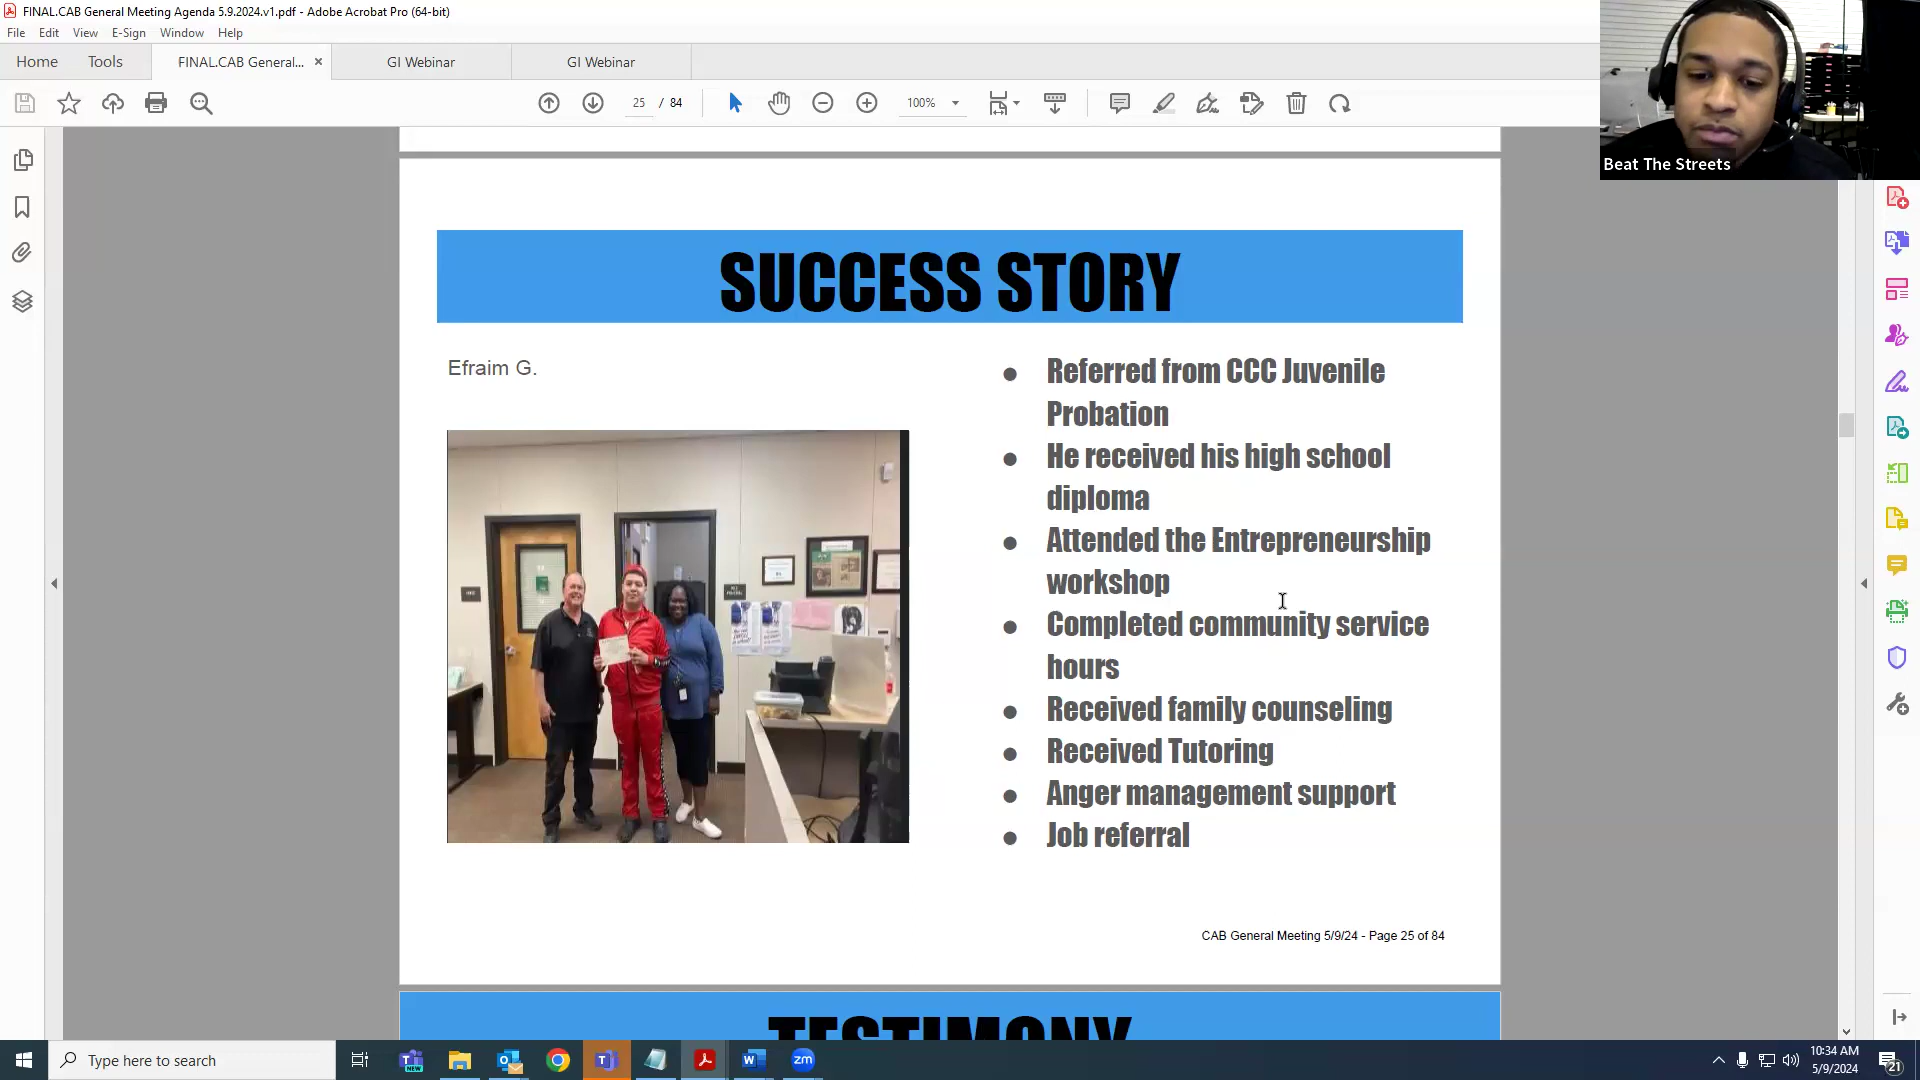 FINAL.CAB General Meeting Agenda 5.9.2024.v1.pdf - Adobe Acrobat Pro (64-bit)
File Edit View E-Sign Window Help
Home Tools FINAL.CAB General... × GI Webinar GI Webinar
25 / 84 100%
Beat The Streets
SUCCESS STORY
Efraim G.
● Referred from CCC Juvenile
Probation
● He received his high school
diploma
● Attended the Entrepreneurship
workshop
● Completed community service
hours
● Received family counseling
● Received Tutoring
● Anger management support
● Job referral
CAB General Meeting 5/9/24 - Page 25 of 84
TESTIMONY
Type here to search
NEW
W
zm
10:34 AM
5/9/2024
21